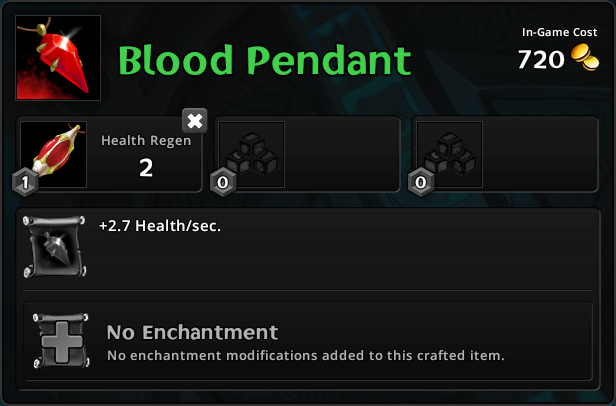 In-Game Cost
Blood Pendant
720
Health Regen
2
1
0
0
+2.7 Health/sec.
No Enchantment
No enchantment modifications added to this crafted item.